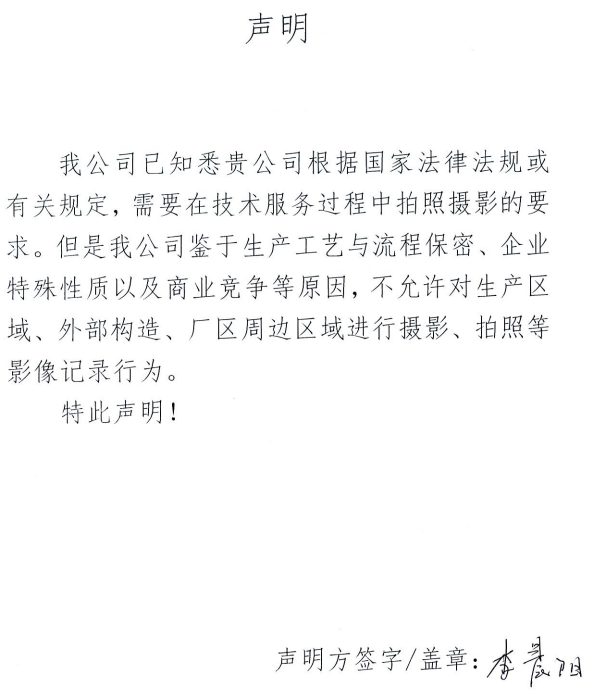 声明
我公司已知悉贵公司根据国家法律法规或
有关规定，需要在技术服务过程中拍照摄影的要
求。但是我公司鉴于生产工艺与流程保密、企业
特殊性质以及商业竞争等原因，不允许对生产区
域、外部构造、厂区周边区域进行摄影、拍照等
影像记录行为。
特此声明！
声明方签字/盖章：李晨阳